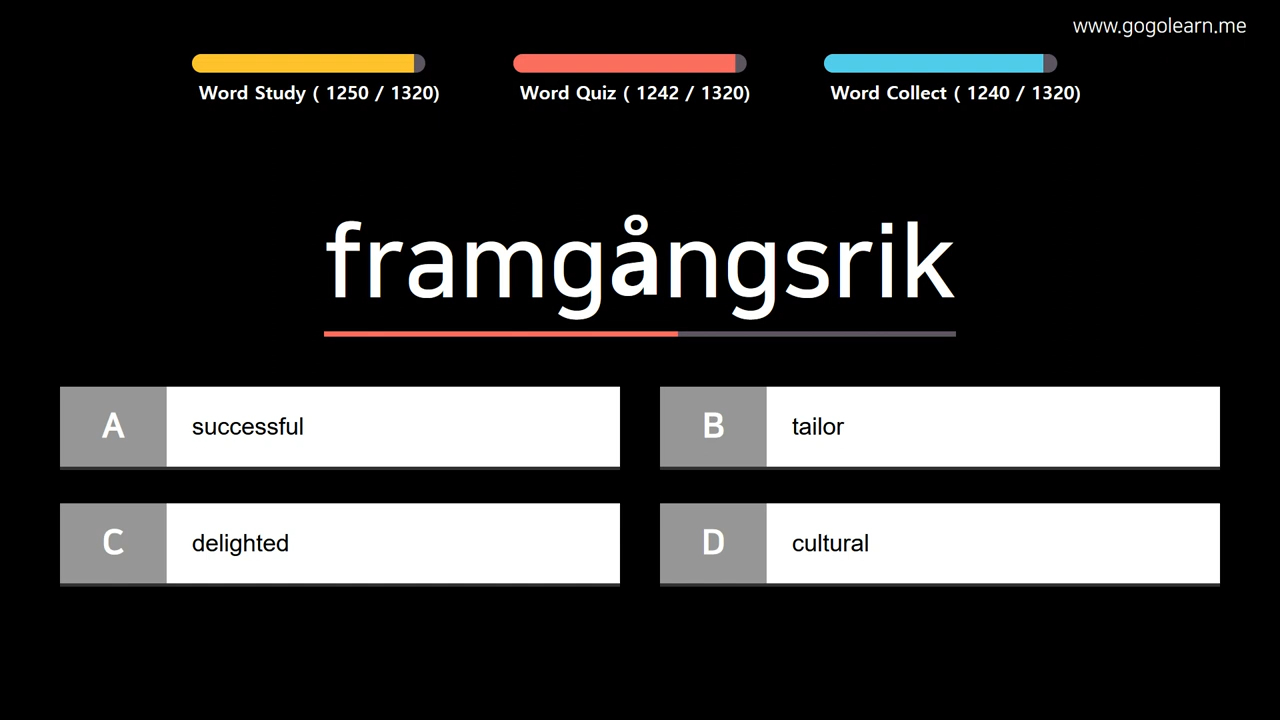 www.gogolearn.me
Word Study ( 1250 / 1320)
Word Quiz ( 1242 / 1320)
Word Collect ( 1240 / 1320)
framgångsrik
A successful
B tailor
C delighted
D cultural